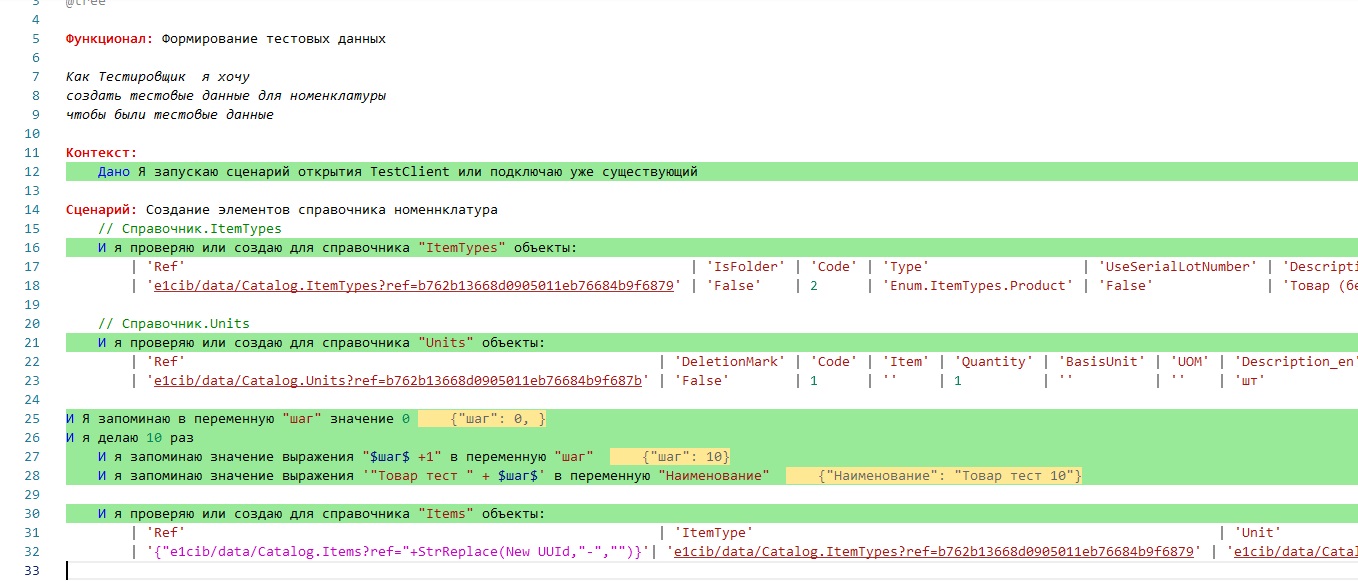 3 @tree
4
5 Функционал: Формирование тестовых данных
6
7 Как Тестировщик  я хочу
8 создать тестовые данные для номенклатуры
9 чтобы были тестовые данные
10
11 Контекст:
12 Дано Я запускаю сценарий открытия TestClient или подключаю уже существующий
13
14 Сценарий: Создание элементов справочника номеннклатура
15 // Справочник.ItemTypes
16 И я проверяю или создаю для справочника "ItemTypes" объекты:
17 | 'Ref' | 'IsFolder' | 'Code' | 'Type' | 'UseSerialLotNumber' | 'Descripti
18 | 'e1cib/data/Catalog.ItemTypes?ref=b762b13668d0905011eb76684b9f6879' | 'False' | 2 | 'Enum.ItemTypes.Product' | 'False' | 'Товар (бе
19
20 // Справочник.Units
21 И я проверяю или создаю для справочника "Units" объекты:
22 | 'Ref' | 'DeletionMark' | 'Code' | 'Item' | 'Quantity' | 'BasisUnit' | 'UOM' | 'Description_en'
23 | 'e1cib/data/Catalog.Units?ref=b762b13668d0905011eb76684b9f687b' | 'False' | 1 | '' | 1 | '' | '' | 'шт'
24
25 И Я запоминаю в переменную "шаг" значение 0 {"шаг": 0, }
26 И я делаю 10 раз
27 И я запоминаю значение выражения "$шаг$ +1" в переменную "шаг" {"шаг": 10}
28 И я запоминаю значение выражения '"Товар тест " + $шаг$' в переменную "Наименование" {"Наименование": "Товар тест 10"}
29
30 И я проверяю или создаю для справочника "Items" объекты:
31 | 'Ref' | 'ItemType' | 'Unit'
32 | '{"e1cib/data/Catalog.Items?ref="+StrReplace(New UUId,"-","")}'| 'e1cib/data/Catalog.ItemTypes?ref=b762b13668d0905011eb76684b9f6879' | 'e1cib/data/Catal
33